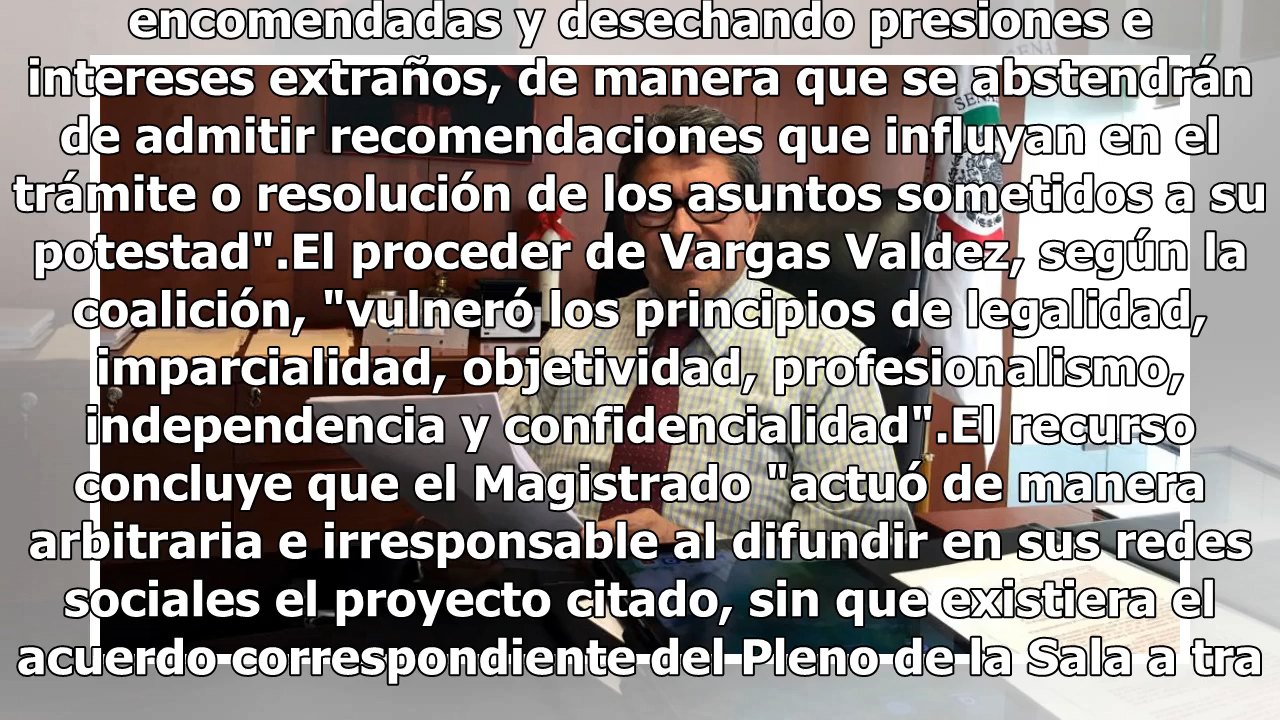 encomendadas y desechando presiones e
intereses extraños, de manera que se abstendrán
de admitir recomendaciones que influyan en el
trámite o resolución de los asuntos sometidos a su
potestad".El proceder de Vargas Valdez, según la
coalición, "vulneró los principios de legalidad,
imparcialidad, objetividad, profesionalismo,
independencia y confidencialidad".El recurso
concluye que el Magistrado "actuó de manera
arbitraria e irresponsable al difundir en sus redes
sociales el proyecto citado, sin que existiera el
acuerdo correspondiente del Pleno de la Sala a tra